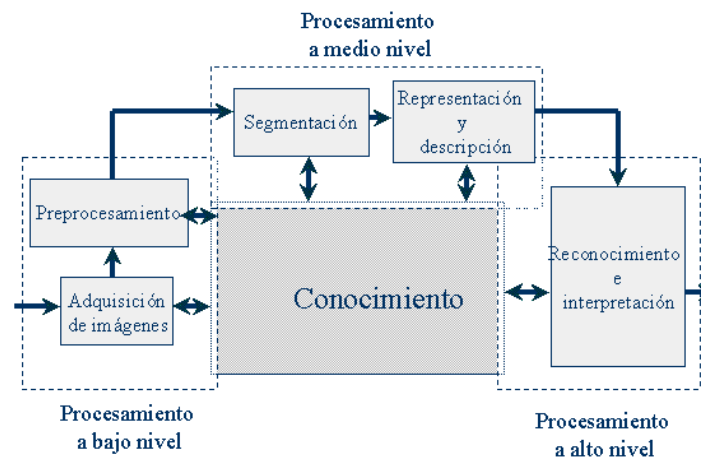 Procesamiento
a medio nivel
Segmentación
Representación
y
descripción
Preprocesamiento
Adquisición
de imágenes
Conocimiento
Reconocimiento
e
interpretación
Procesamiento
a bajo nivel
Procesamiento
a alto nivel